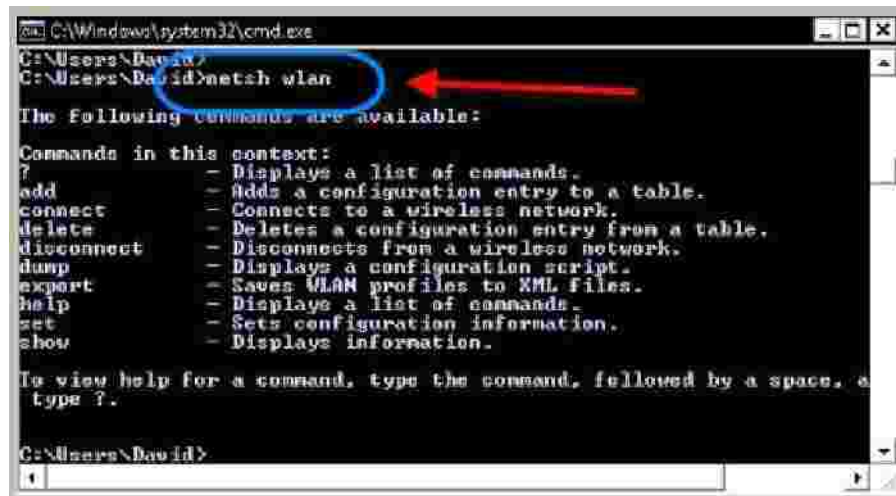 C:\Windows\system32\cmd.exe
C:\Users\David>
C:\Users\David>netsh wlan
The following commands are available:
Commands in this context:
? - Displays a list of commands.
add - Adds a configuration entry to a table.
connect - Connects to a wireless network.
delete - Deletes a configuration entry from a table.
disconnect - Disconnects from a wireless network.
dump - Displays a configuration script.
export - Saves WLAN profiles to XML files.
help - Displays a list of commands.
set - Sets configuration information.
show - Displays information.
To view help for a command, type the command, followed by a space, a
type ?.
C:\Users\David>